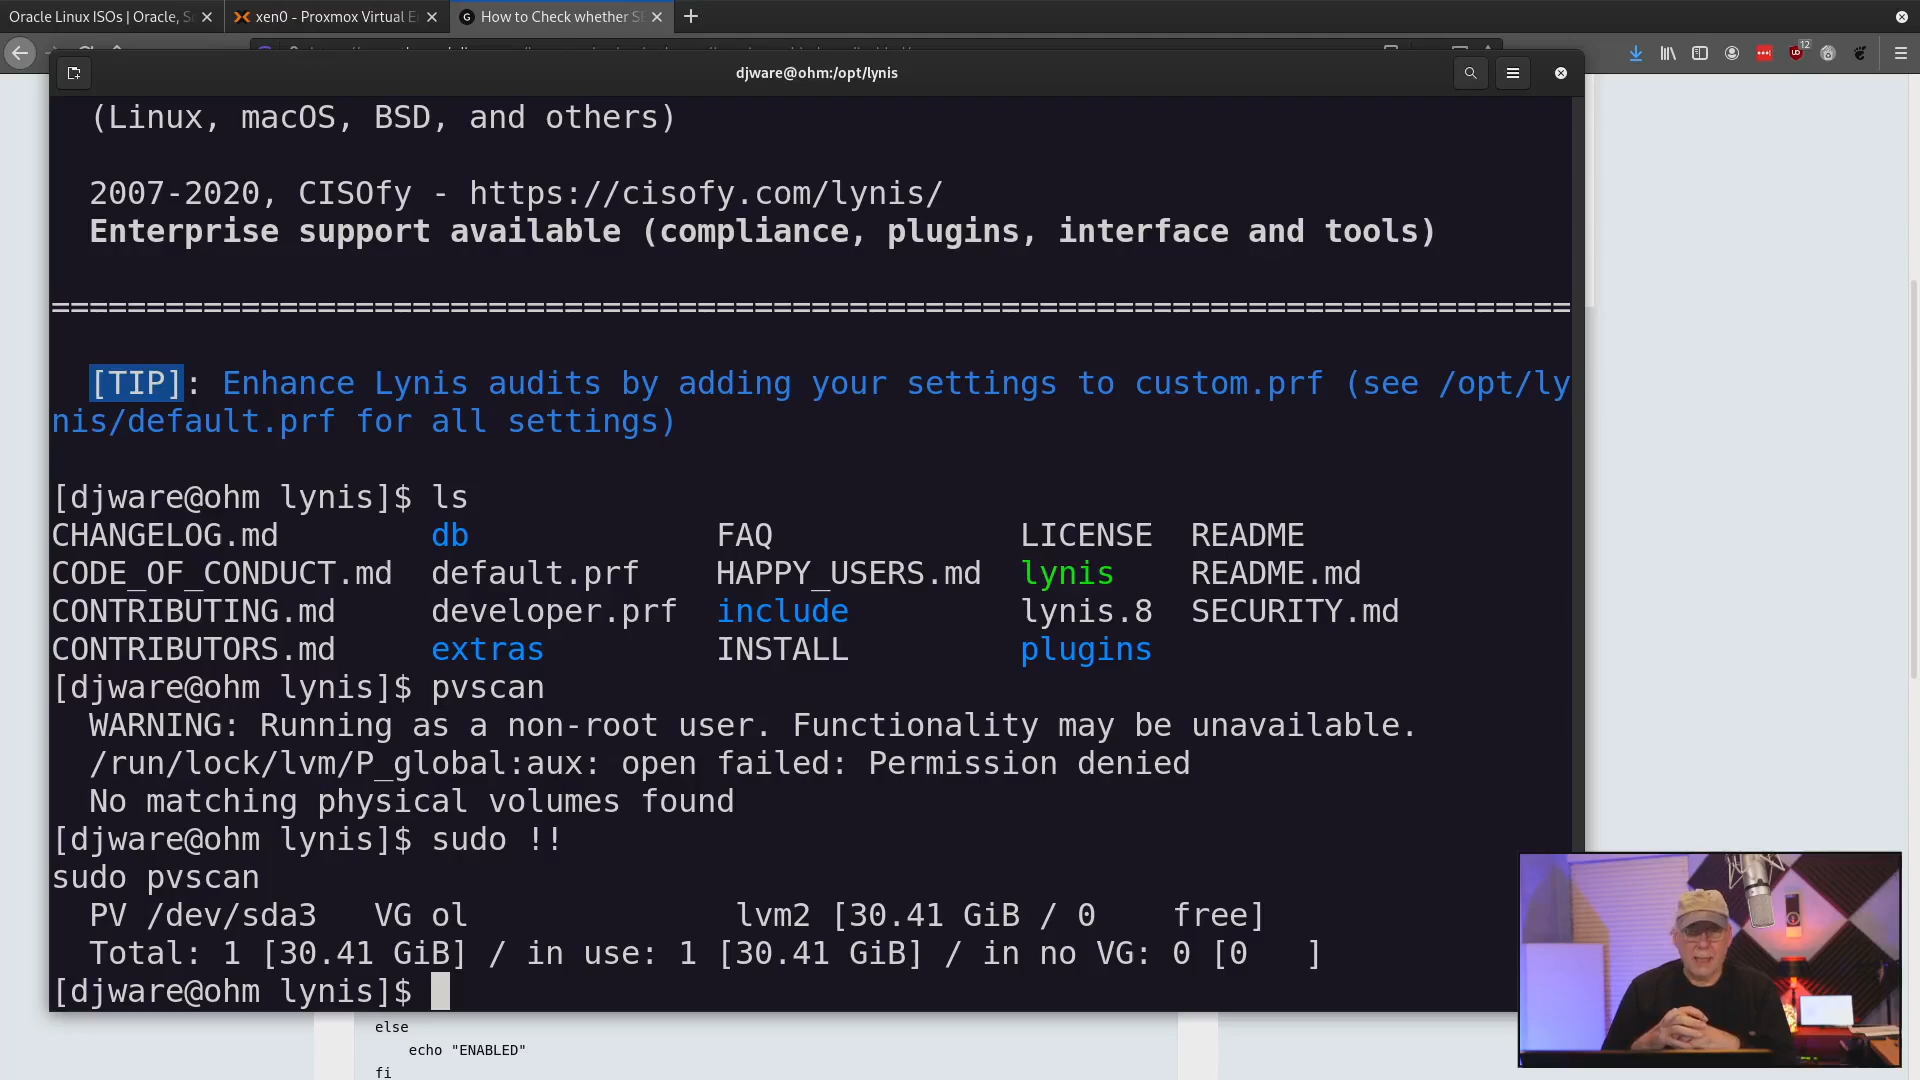 Oracle Linux ISOs | Oracle, S
xen0 - Proxmox Virtual E
How to Check whether S
12
djware@ohm:/opt/lynis
(Linux, macOS, BSD, and others)
2007-2020, CISOfy - https://cisofy.com/lynis/
Enterprise support available (compliance, plugins, interface and tools)
================================================================================
[TIP]: Enhance Lynis audits by adding your settings to custom.prf (see /opt/ly
nis/default.prf for all settings)
[djware@ohm lynis]$ ls
CHANGELOG.md db FAQ LICENSE README
CODE_OF_CONDUCT.md default.prf HAPPY_USERS.md lynis README.md
CONTRIBUTING.md developer.prf include lynis.8 SECURITY.md
CONTRIBUTORS.md extras INSTALL plugins
[djware@ohm lynis]$ pvscan
WARNING: Running as a non-root user. Functionality may be unavailable.
/run/lock/lvm/P_global:aux: open failed: Permission denied
No matching physical volumes found
[djware@ohm lynis]$ sudo !!
sudo pvscan
PV /dev/sda3 VG ol lvm2 [30.41 GiB / 0 free]
Total: 1 [30.41 GiB] / in use: 1 [30.41 GiB] / in no VG: 0 [0 ]
[djware@ohm lynis]$
else
echo "ENABLED"
fi